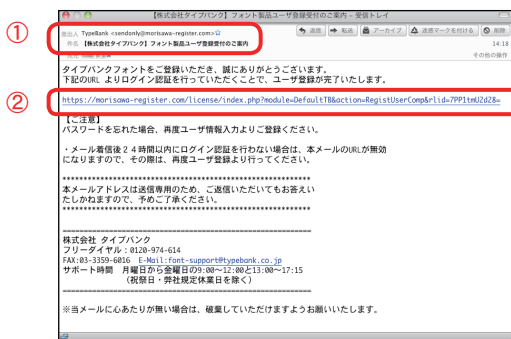 【株式会社タイプバンク】フォント製品ユーザ登録受付のご案内 – 受信トレイ
①
差出人 TypeBank <sendonly@morisawa-register.com>☆
返信 転送 アーカイブ 迷惑マークを付ける 削除
件名 【株式会社タイプバンク】フォント製品ユーザ登録受付のご案内
14:18
その他の操作
タイプバンクフォントをご登録いただき、誠にありがとうございます。
下記のURL よりログイン認証を行っていただくことで、ユーザ登録が完了いたします。
②
https://morisawa-register.com/license/index.php?module=DefaultTB&action=RegistUserComp&rlid=7PP1tmUZdZ8=
【ご注意】
パスワードを忘れた場合、再度ユーザ情報入力よりご登録ください。
・メール着信後２４時間以内にログイン認証を行わない場合は、本メールのURLが無効
になりますので、その際は、再度ユーザ登録より行ってください。
************************************************************
本メールアドレスは送信専用のため、ご返信いただいてもお答えい
たしかねますので、予めご了承ください。
************************************************************
============================================================
株式会社 タイプバンク
フリーダイヤル：0120-974-614
FAX:03-3359-6016 E-Mail:font-support@typebank.co.jp
サポート時間 月曜日から金曜日の9:00～12:00と13:00～17:15
（祝祭日・弊社規定休業日を除く）
============================================================
※当メールに心あたりが無い場合は、破棄していただけますようお願いいたします。